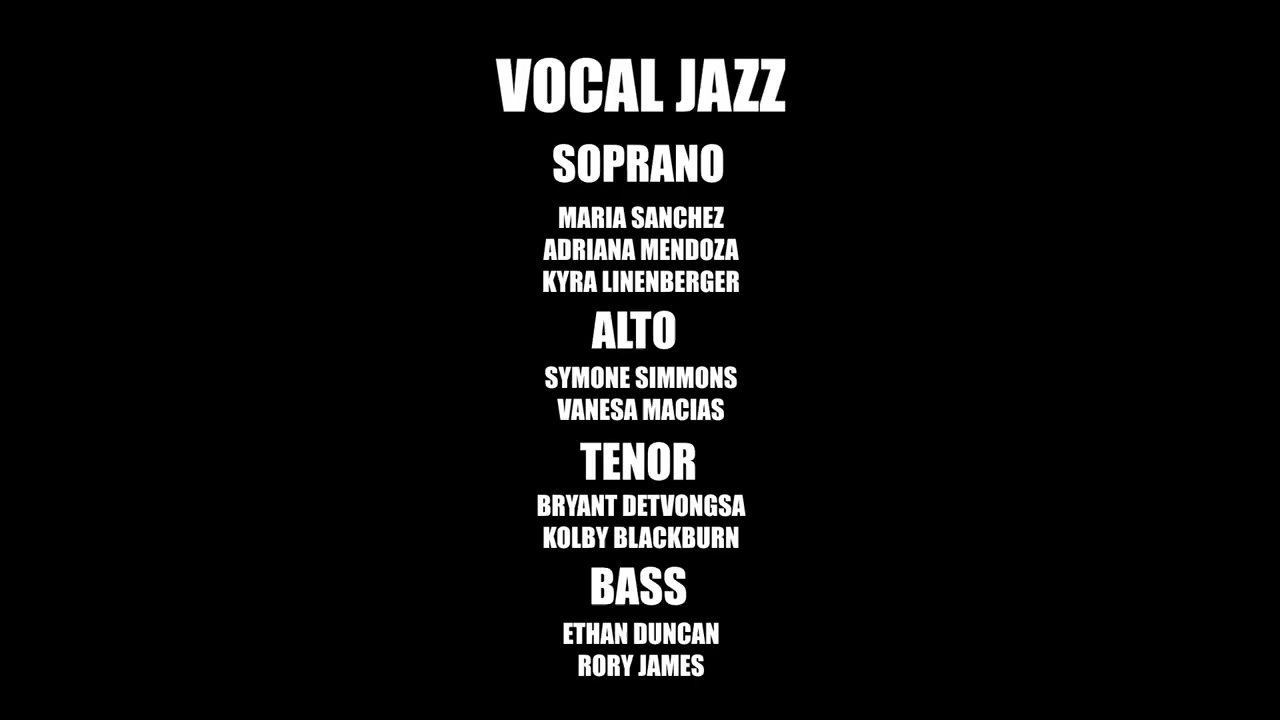 VOCAL JAZZ
SOPRANO
MARIA SANCHEZ
ADRIANA MENDOZA
KYRA LINENBERGER
ALTO
SYMONE SIMMONS
VANESA MACIAS
TENOR
BRYANT DETVONGSA
KOLBY BLACKBURN
BASS
ETHAN DUNCAN
RORY JAMES